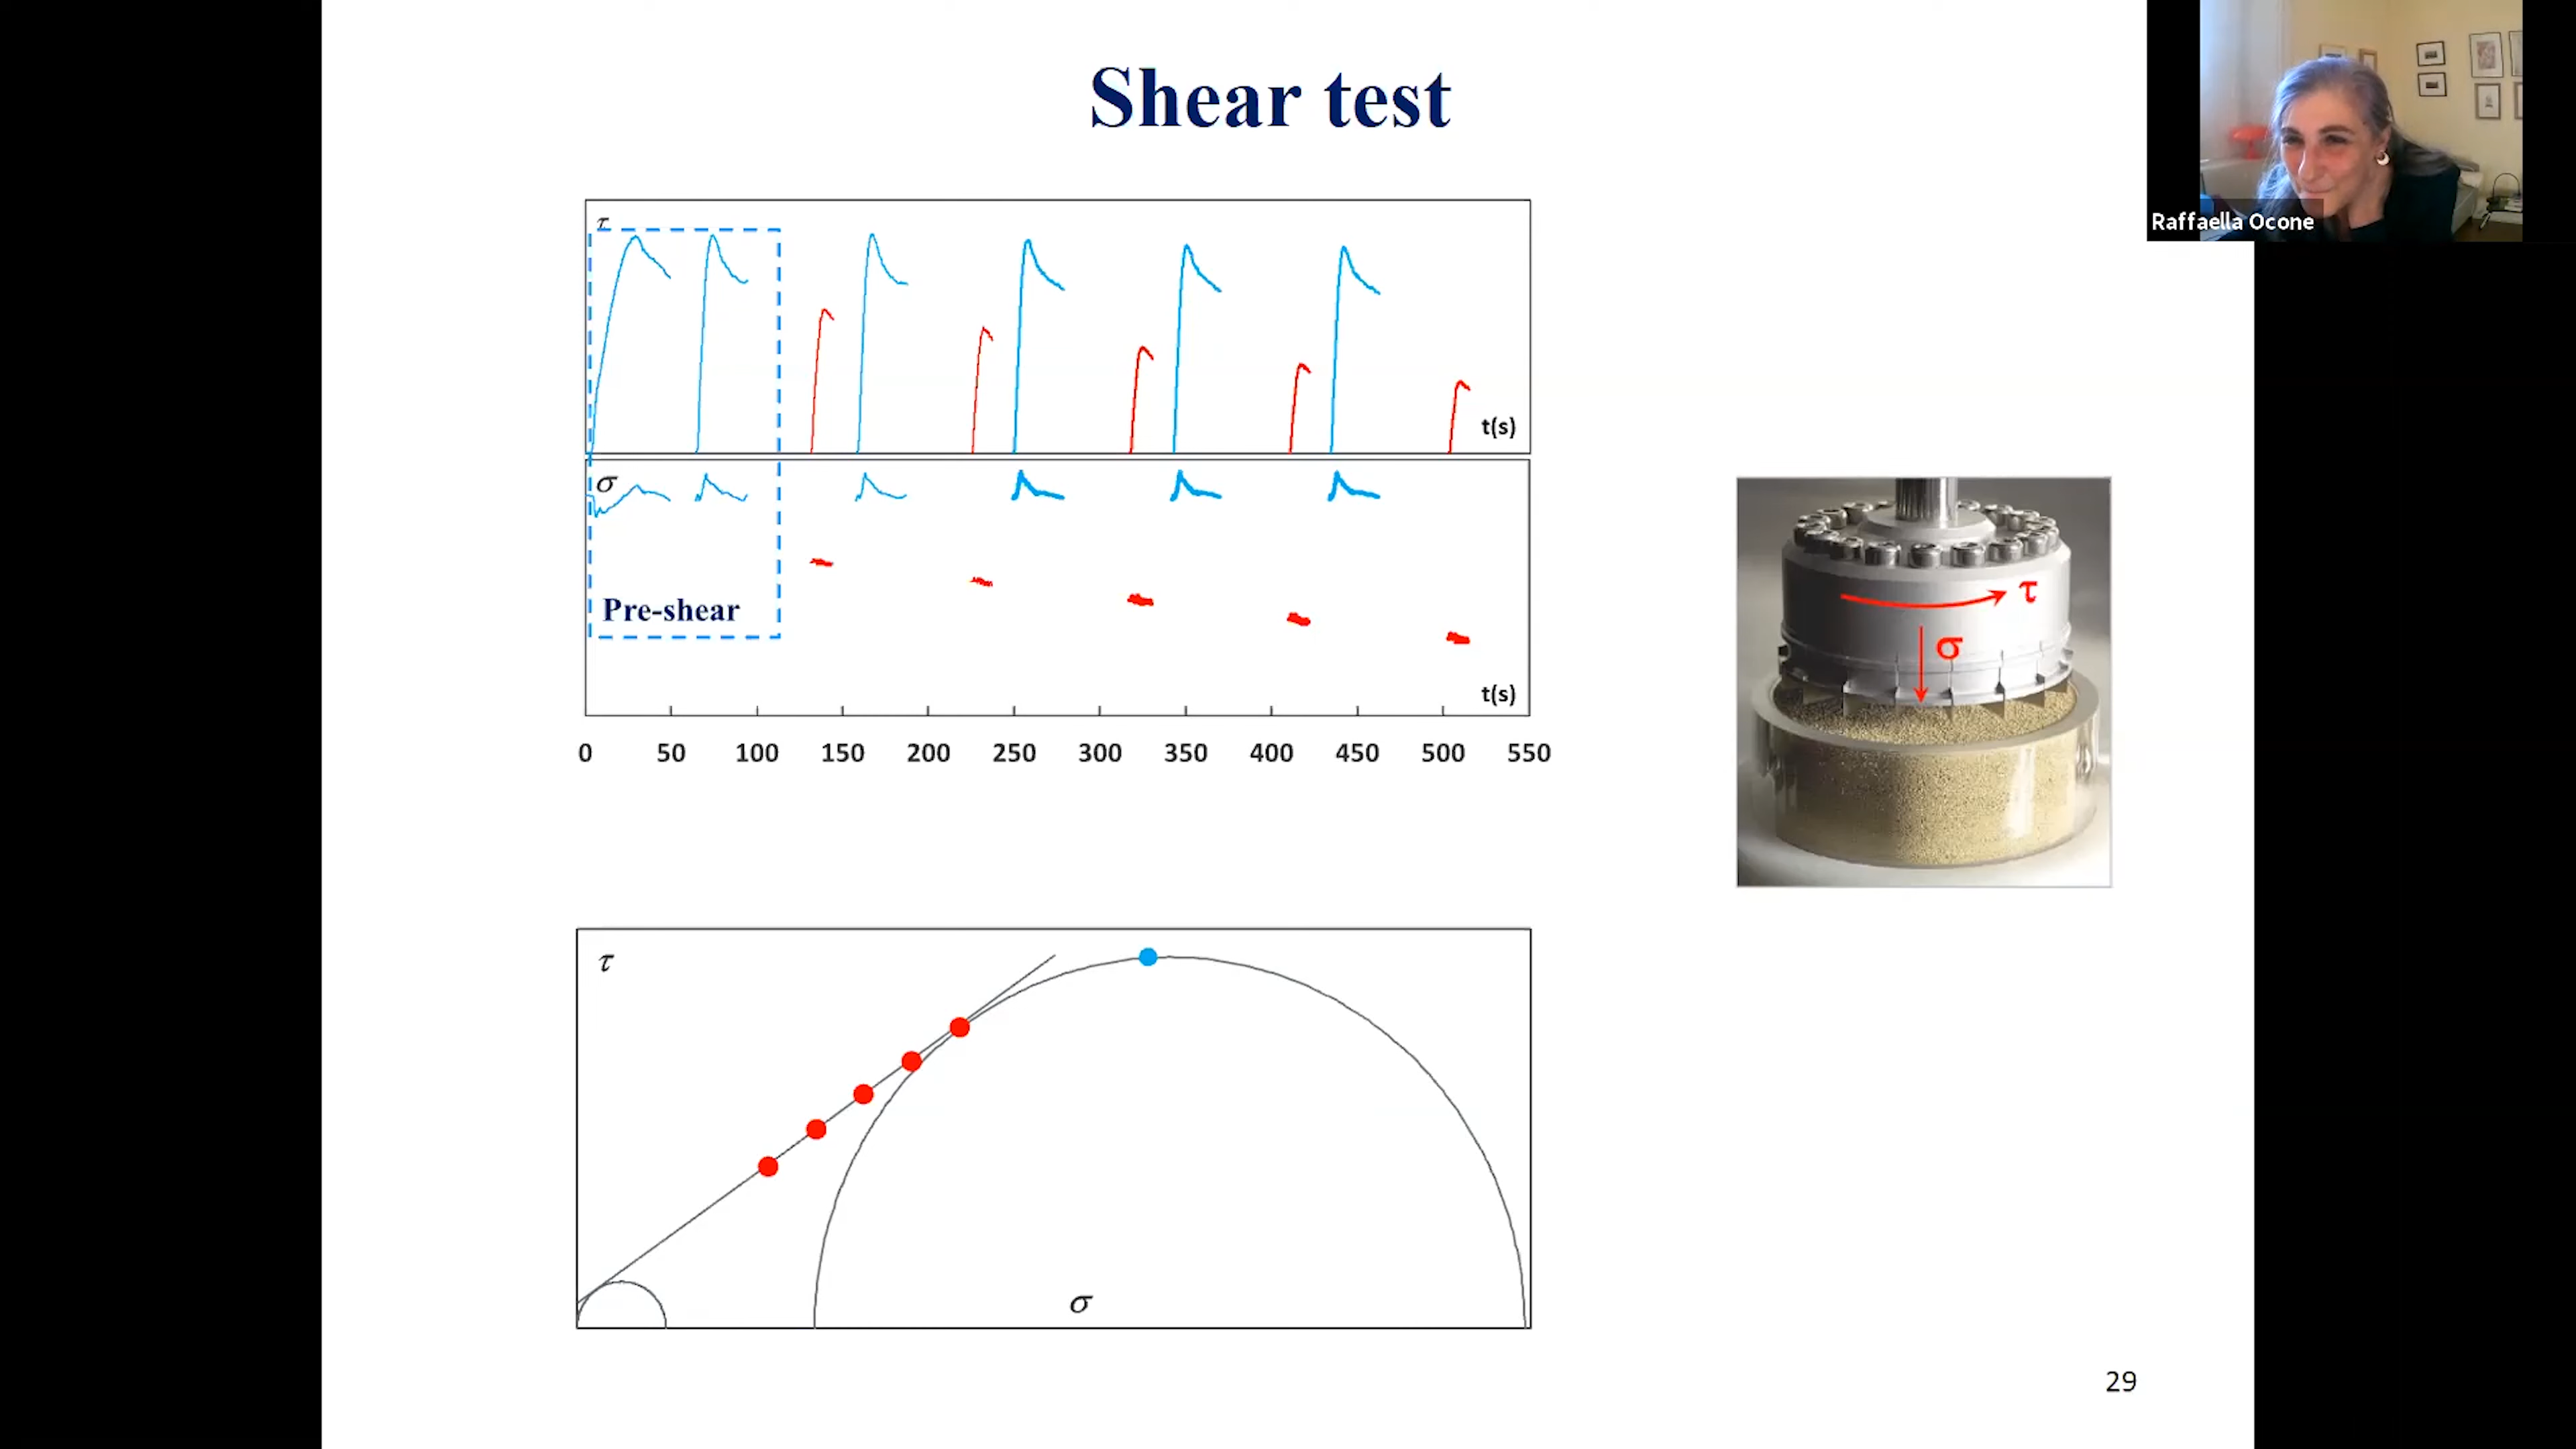 Shear test
Raffaella Ocone
τ
t(s)
σ
Pre-shear
t(s)
0 50 100 150 200 250 300 350 400 450 500 550
τ
σ
τ
σ
29